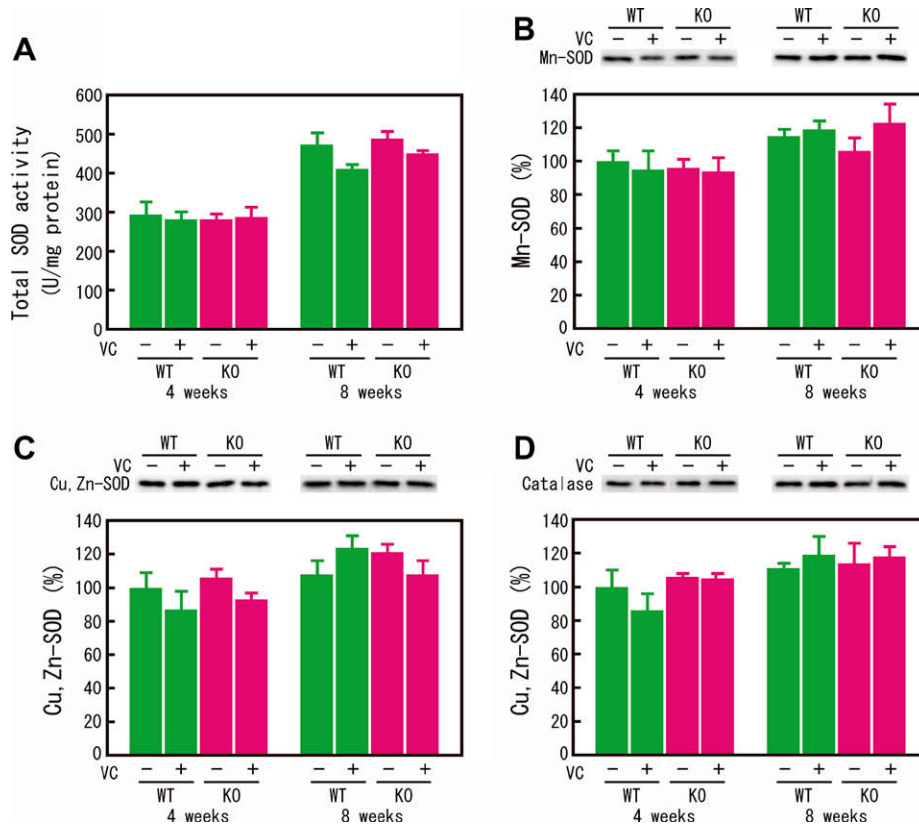 A
Total SOD activity
(U/mg protein)
600
500
400
300
200
100
0
VC
− + − + − + − +
WT KO WT KO
4 weeks 8 weeks
B
WT KO WT KO
VC − + − + − + − +
Mn-SOD
Mn-SOD (%)
140
120
100
80
60
40
20
0
VC − + − + − + − +
WT KO WT KO
4 weeks 8 weeks
C
WT KO WT KO
VC − + − + − + − +
Cu,Zn-SOD
Cu,Zn-SOD (%)
140
120
100
80
60
40
20
0
VC − + − + − + − +
WT KO WT KO
4 weeks 8 weeks
D
WT KO WT KO
VC − + − + − + − +
Catalase
Cu,Zn-SOD (%)
140
120
100
80
60
40
20
0
VC − + − + − + − +
WT KO WT KO
4 weeks 8 weeks